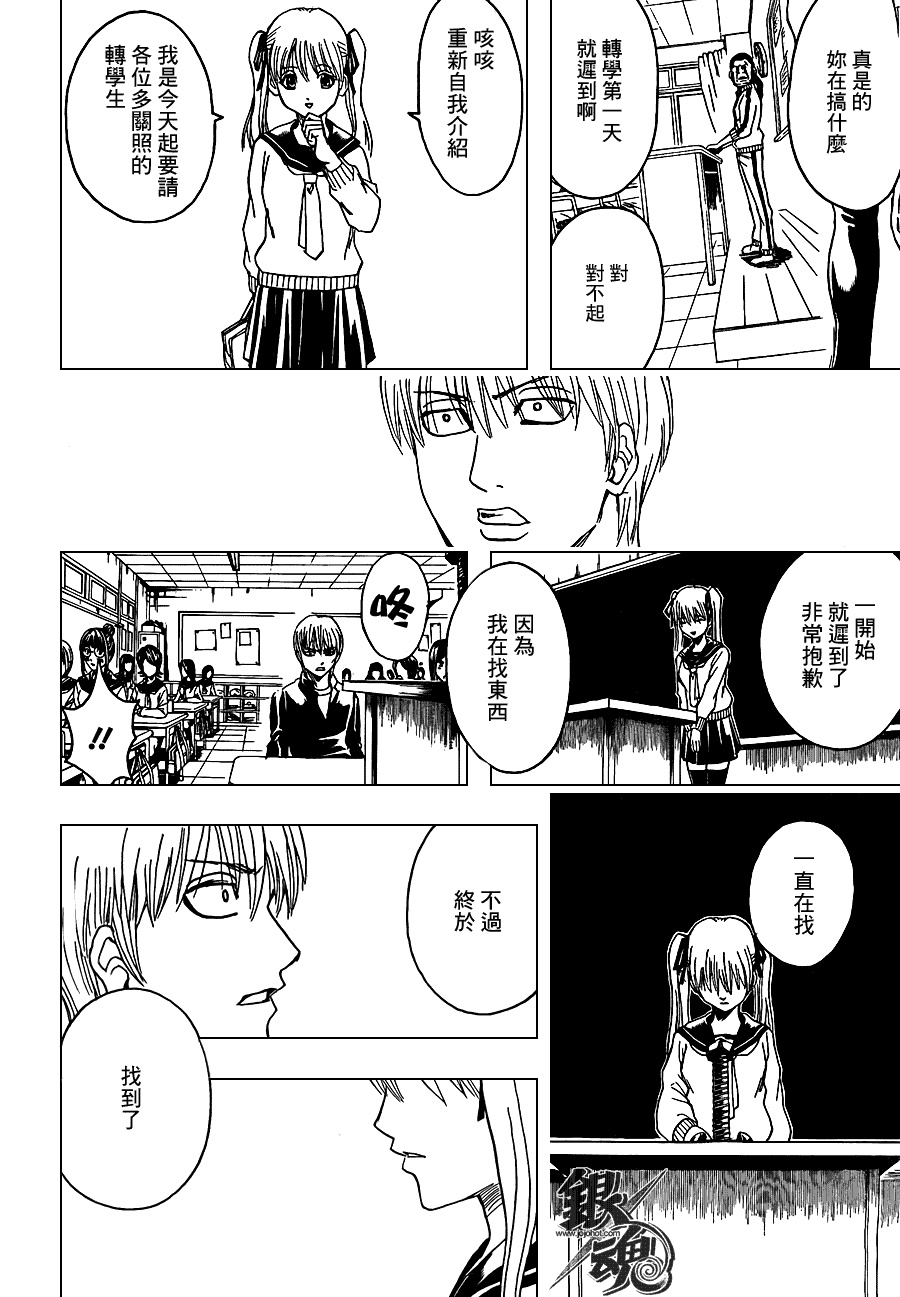 真是的
妳在搞什麼
轉學第一天
就遲到啊
對
對不起
咳咳
重新自我介紹
我是今天起要請
各位多關照的
轉學生
一開始
就遲到了
非常抱歉
因為
我在找東西
咚
!!
一直在找
不過
終於
找到了
銀魂
www.jojohot.com